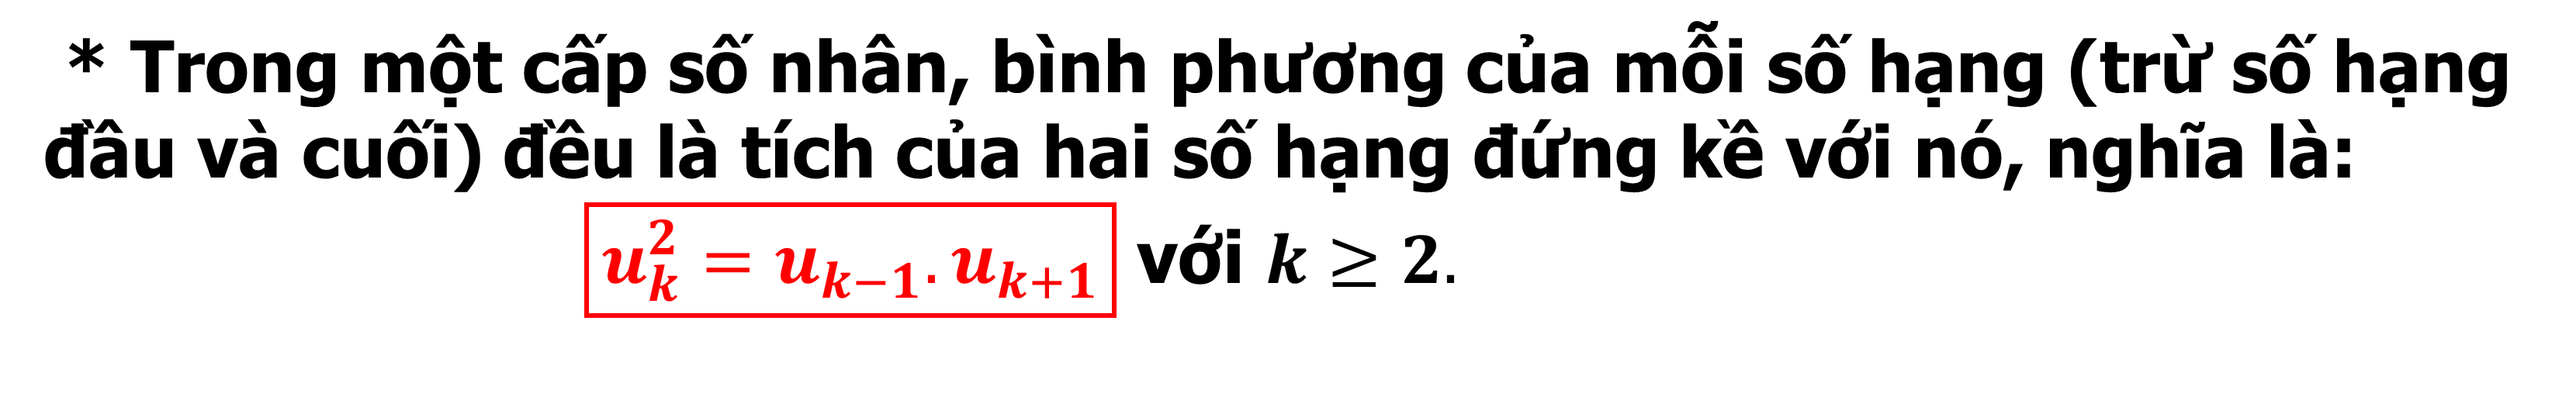 * Trong một cấp số nhân, bình phương của mỗi số hạng (trừ số hạng
đầu và cuối) đều là tích của hai số hạng đứng kề với nó, nghĩa là:
$u_k^2 = u_{k-1}.u_{k+1}$ với $k \geq 2$.